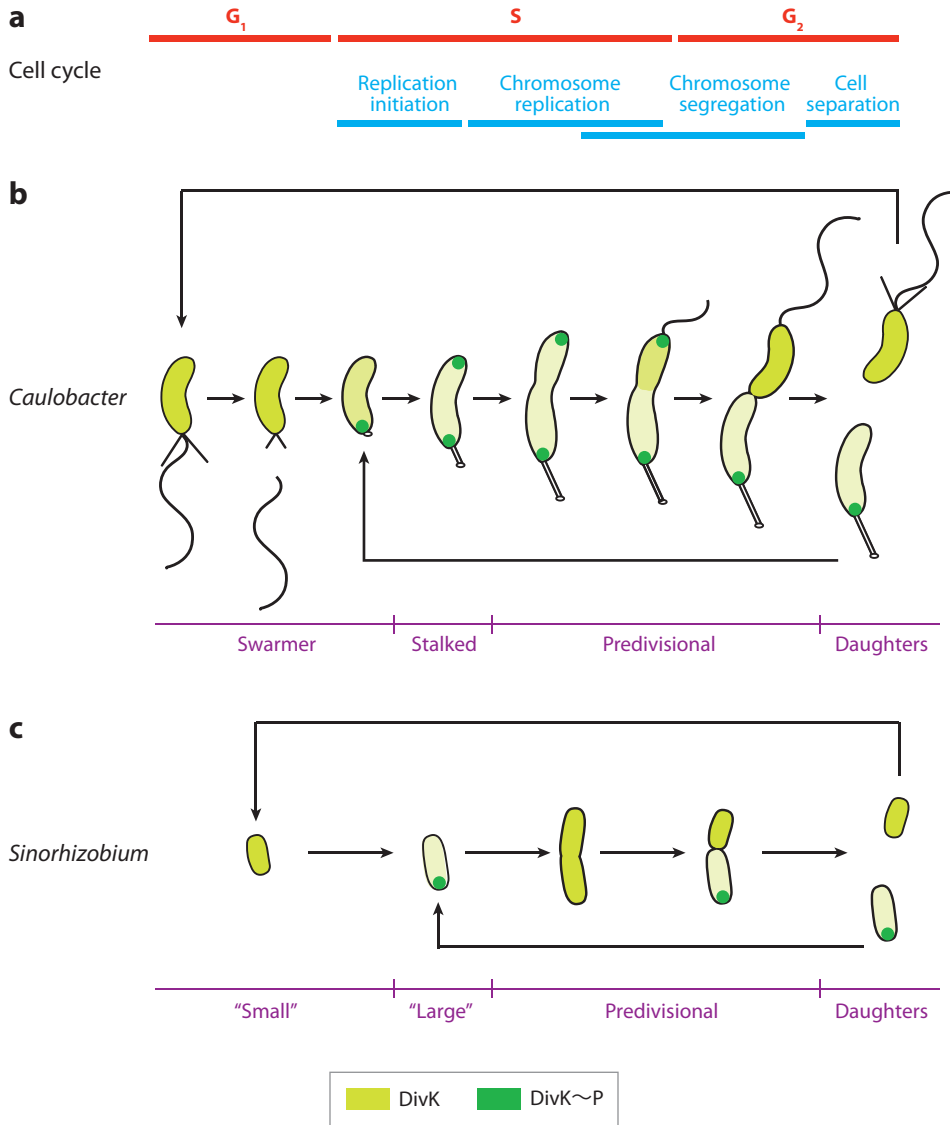 a
G1
S
G2
Cell cycle
Replication
initiation
Chromosome
replication
Chromosome
segregation
Cell
separation
b
Caulobacter
Swarmer
Stalked
Predivisional
Daughters
c
Sinorhizobium
“Small”
“Large”
Predivisional
Daughters
DivK
DivK~P